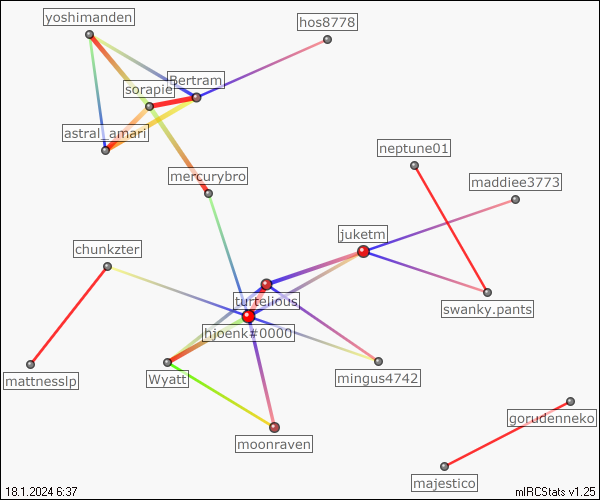 yoshimanden
hos8778
Bertram
sorapie
astral_amari
neptune01
mercurybro
maddiee3773
juketm
chunkzter
turtelious
swanky.pants
hjoenk#0000
mattnesslp
Wyatt
mingus4742
gorudenneko
moonraven
majestico
18.1.2024 6:37
mIRCStats v1.25